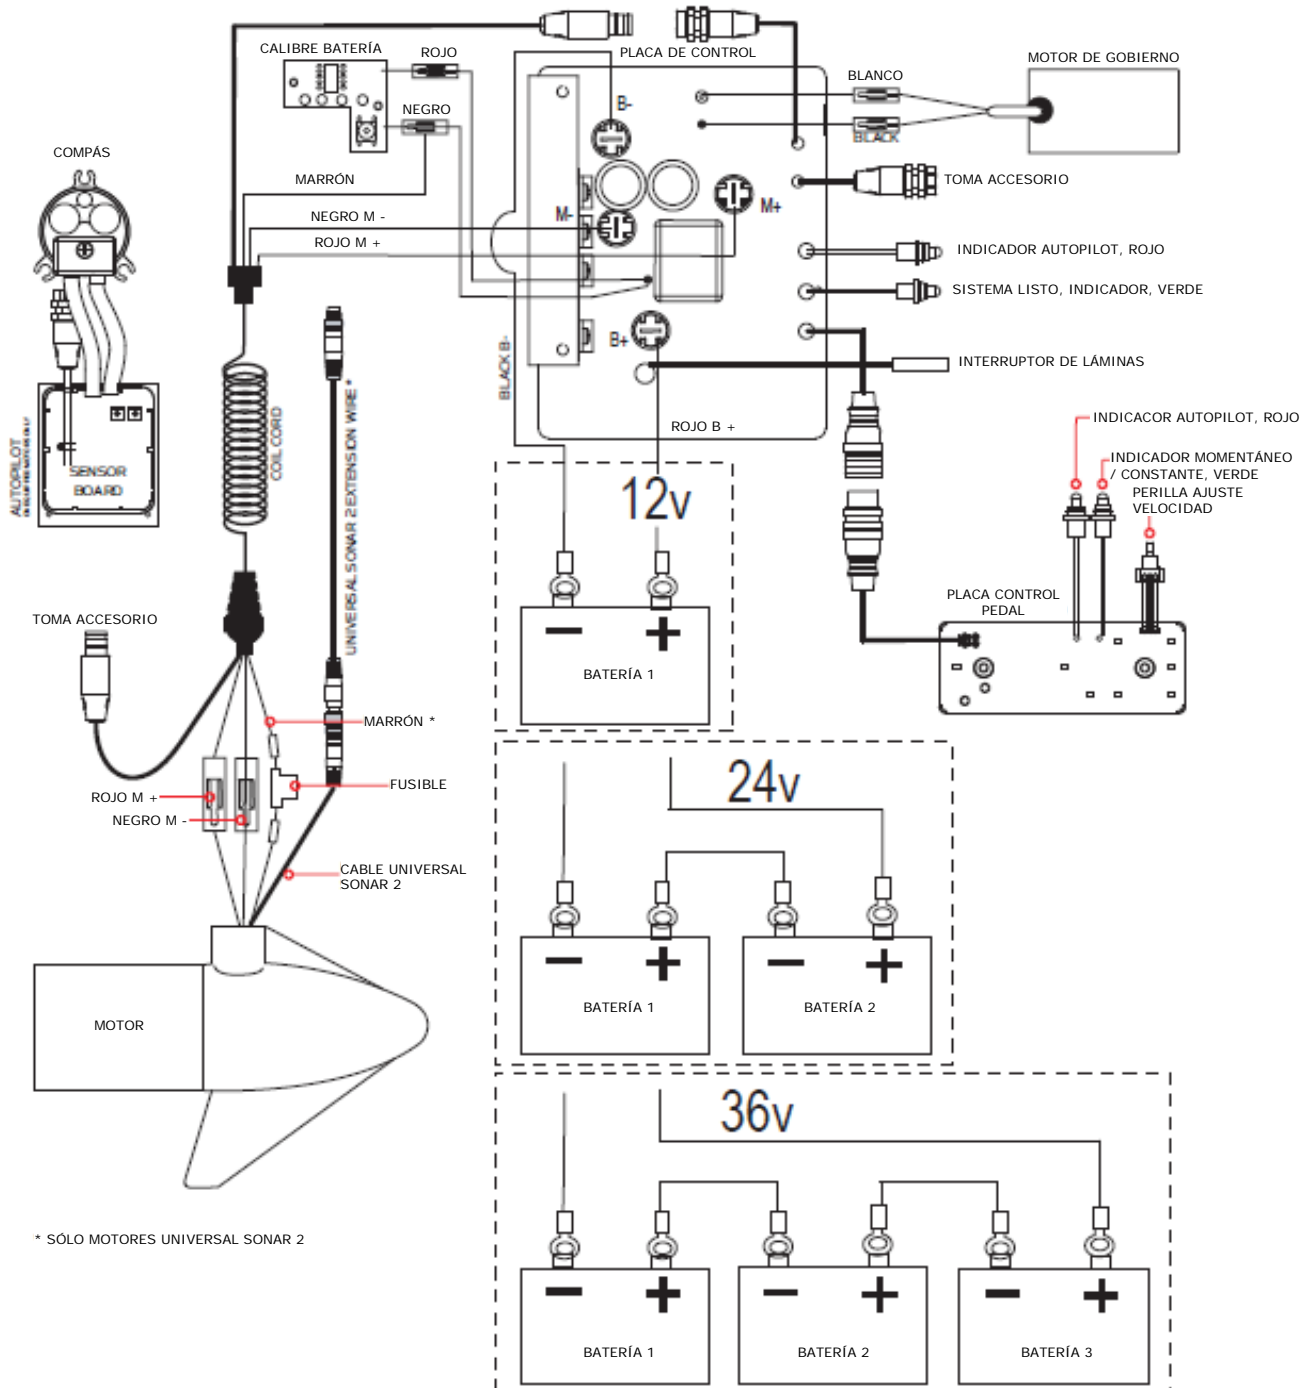 CALIBRE BATERÍA
ROJO
PLACA DE CONTROL
BLANCO
MOTOR DE GOBIERNO
B-
NEGRO
BLACK
COMPÁS
MARRÓN
TOMA ACCESORIO
NEGRO M -
M-
M+
ROJO M +
INDICADOR AUTOPILOT, ROJO
SISTEMA LISTO, INDICADOR, VERDE
B+
BLACK B-
INTERRUPTOR DE LÁMINAS
ROJO B +
UNIVERSAL SONAR 2 EXTENSION WIRE *
COIL CORD
AUTOPILOT
SENSOR
BOARD
INDICACOR AUTOPILOT, ROJO
INDICADOR MOMENTÁNEO
/ CONSTANTE, VERDE
PERILLA AJUSTE
VELOCIDAD
12v
PLACA CONTROL
PEDAL
TOMA ACCESORIO
BATERÍA 1
MARRÓN *
FUSIBLE
ROJO M +
NEGRO M -
24v
CABLE UNIVERSAL
SONAR 2
BATERÍA 1
BATERÍA 2
MOTOR
36v
* SÓLO MOTORES UNIVERSAL SONAR 2
BATERÍA 1
BATERÍA 2
BATERÍA 3